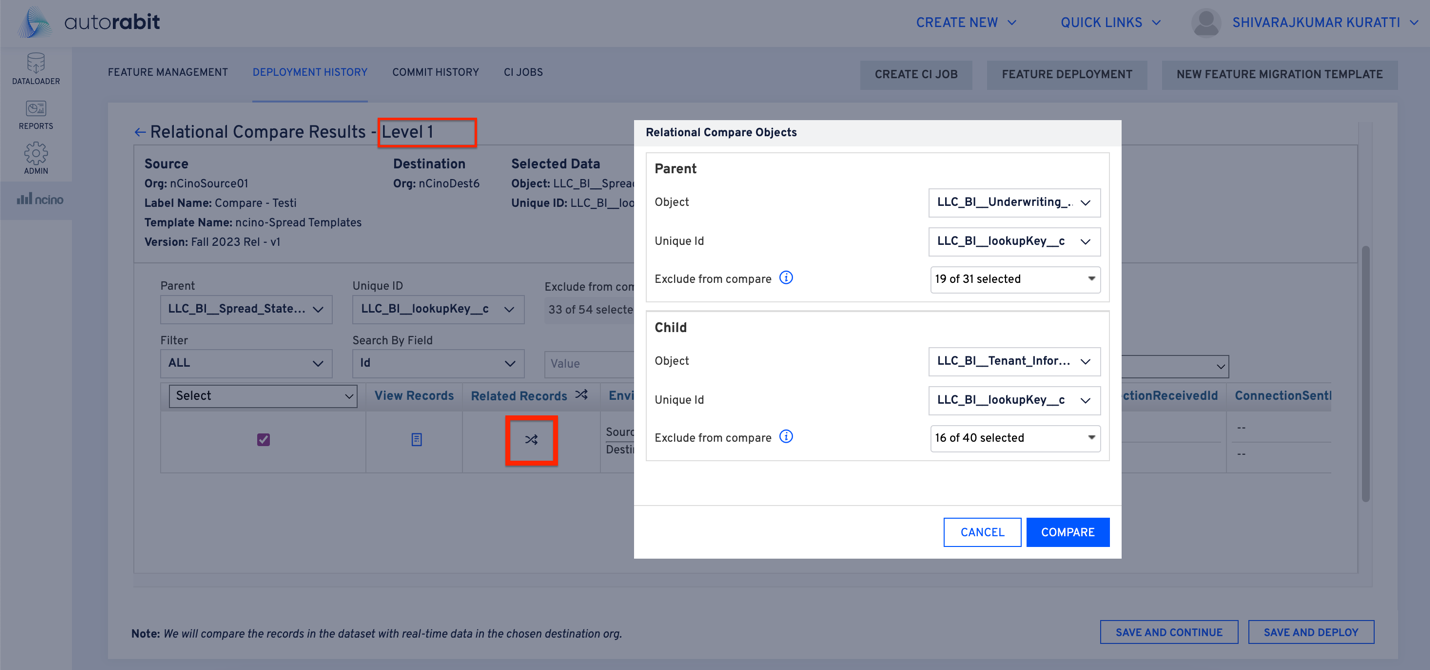 autorabit
CREATE NEW
QUICK LINKS
SHIVARAJKUMAR KURATTI
DATALOADER
REPORTS
ADMIN
ncino
FEATURE MANAGEMENT
DEPLOYMENT HISTORY
COMMIT HISTORY
CI JOBS
CREATE CI JOB
FEATURE DEPLOYMENT
NEW FEATURE MIGRATION TEMPLATE
Relational Compare Results - Level 1
Source
Org: nCinoSource01
Label Name: Compare - Testi
Template Name: ncino-Spread Templates
Version: Fall 2023 Rel - v1
Destination
Org: nCinoDest6
Selected Data
Object: LLC_BI__Sprea
Unique ID: LLC_BI__loo
Parent
LLC_BI__Spread_State...
Unique ID
LLC_BI__lookupKey__c
Exclude from com
33 of 54 selecte
Filter
ALL
Search By Field
Id
Value
Select
View Records
Related Records
Envi
ctionReceivedId
ConnectionSentI
Sourc
Destin
--
--
Relational Compare Objects
Parent
Object
LLC_BI__Underwriting_..
Unique Id
LLC_BI__lookupKey__c
Exclude from compare
19 of 31 selected
Child
Object
LLC_BI__Tenant_Infor...
Unique Id
LLC_BI__lookupKey__c
Exclude from compare
16 of 40 selected
CANCEL
COMPARE
Note: We will compare the records in the dataset with real-time data in the chosen destination org.
SAVE AND CONTINUE
SAVE AND DEPLOY